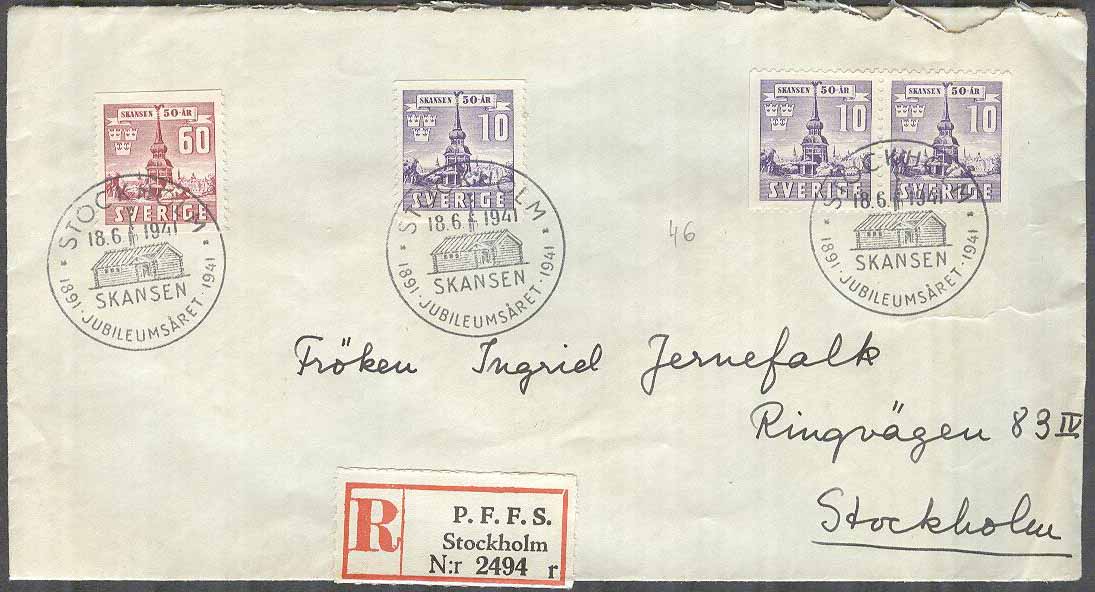 SKANSEN 50-ÅR
60
SVERIGE
SKANSEN 50-ÅR
10
SVERIGE
SKANSEN 50-ÅR
10
SVERIGE
SKANSEN 50-ÅR
10
SVERIGE
* STOCKHOLM *
18.6 1941
SKANSEN
1891 · JUBILEUMSÅRET · 1941
* STOCKHOLM *
18.6 1941
SKANSEN
1891 · JUBILEUMSÅRET · 1941
* STOCKHOLM *
18.6 1941
SKANSEN
1891 · JUBILEUMSÅRET · 1941
46
Fröken Ingrid Jernefalk
Ringvägen 83 IV
Stockholm
R
P. F. F. S.
Stockholm
N:r 2494 r